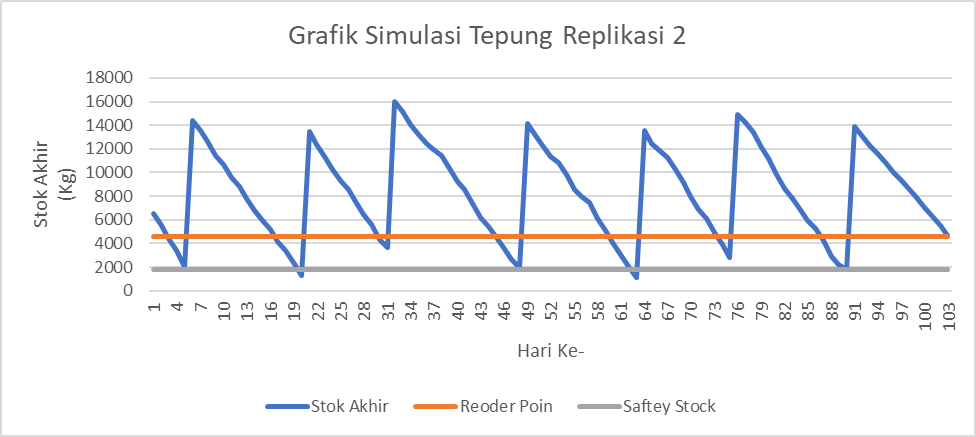 Grafik Simulasi Tepung Replikasi 2
Stok Akhir
(Kg)
18000
16000
14000
12000
10000
8000
6000
4000
2000
0
1 4 7 10 13 16 19 22 25 28 31 34 37 40 43 46 49 52 55 58 61 64 67 70 73 76 79 82 85 88 91 94 97 100 103
Hari Ke-
Stok Akhir Reoder Poin Saftey Stock